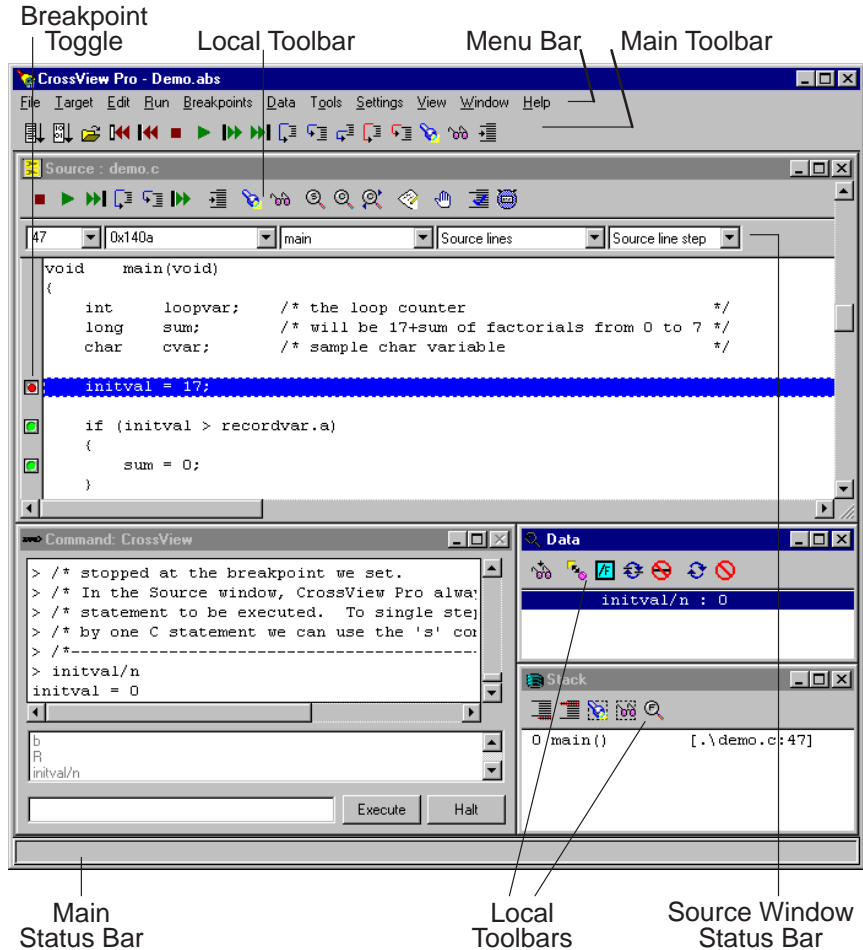 Breakpoint
Toggle
Local Toolbar
Menu Bar
Main Toolbar
CrossView Pro - Demo.abs
File Target Edit Run Breakpoints Data Tools Settings View Window Help
Source : demo.c
47 0x140a main Source lines Source line step
void main(void)
{
int loopvar; /* the loop counter */
long sum; /* will be 17+sum of factorials from 0 to 7 */
char cvar; /* sample char variable */
initval = 17;
if (initval > recordvar.a)
{
sum = 0;
}
Command: CrossView
> /* stopped at the breakpoint we set.
> /* In the Source window, CrossView Pro alway
> /* statement to be executed. To single step
> /* by one C statement we can use the 's' com
> /*-----------------------------------------
> initval/n
initval = 0
b
R
initval/n
Execute Halt
Data
initval/n : 0
Stack
0 main() [.\demo.c:47]
Main
Status Bar
Local
Toolbars
Source Window
Status Bar